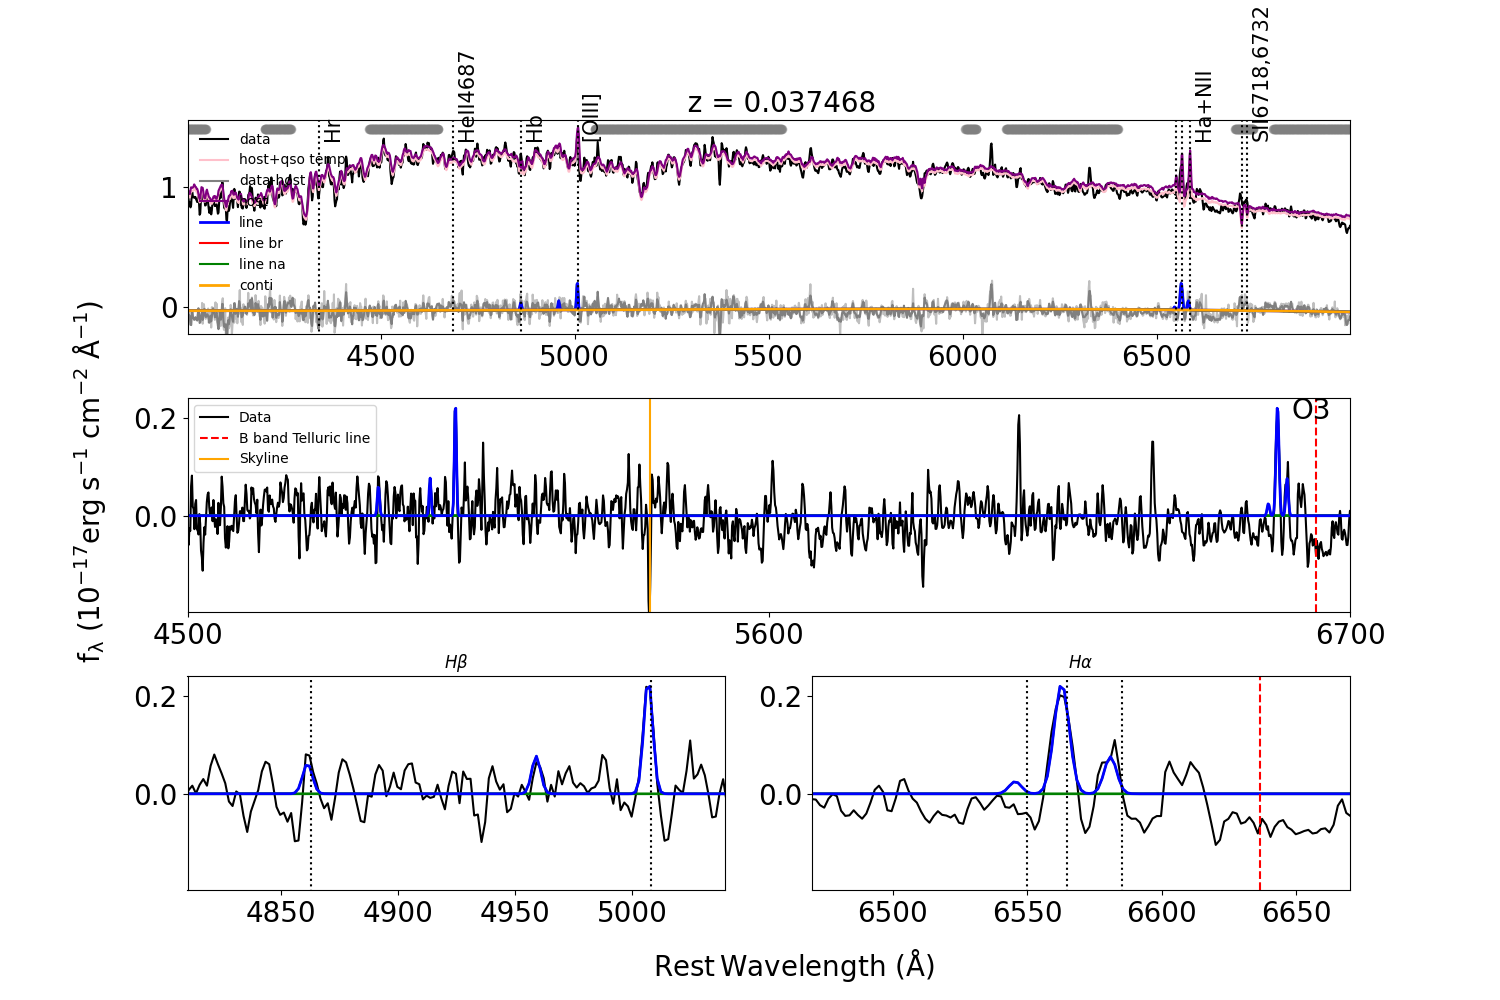 z = 0.037468
Hr
HeII4687
Hb
[OIII]
Ha+NII
SII6718,6732
data
host+qso temp
data-host
host
line
line br
line na
conti
1
0
4500
5000
5500
6000
6500
fλ (10⁻¹⁷erg s⁻¹ cm⁻² Å⁻¹)
Data
B band Telluric line
Skyline
O3
0.2
0.0
4500
5600
6700
Hβ
0.2
0.0
4850
4900
4950
5000
Hα
0.2
0.0
6500
6550
6600
6650
Rest Wavelength (Å)